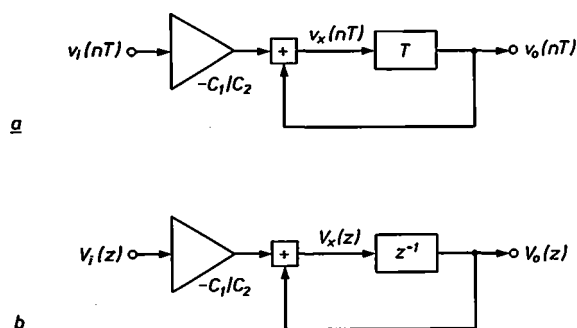 v_i(nT) + v_x(nT) T v_o(nT)
-C_1/C_2
a
V_i(z) + V_x(z) z^{-1} V_o(z)
-C_1/C_2
b